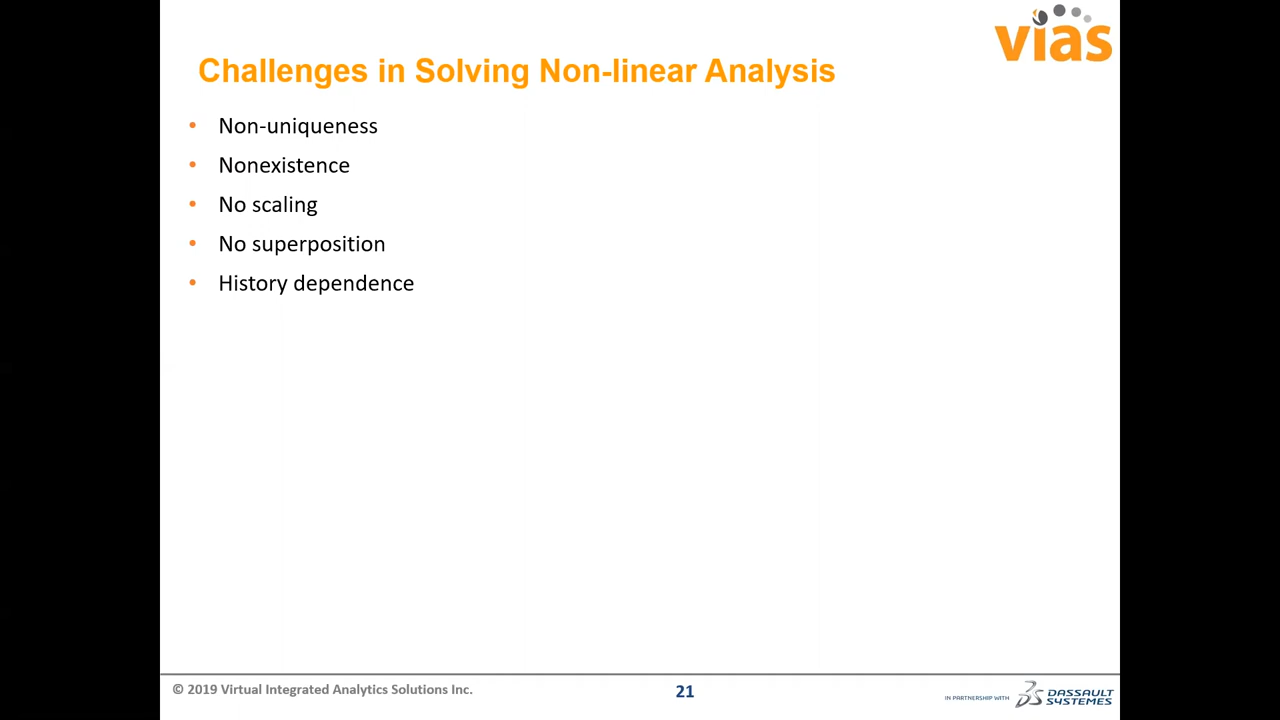 vias
Challenges in Solving Non-linear Analysis
• Non-uniqueness
• Nonexistence
• No scaling
• No superposition
• History dependence
© 2019 Virtual Integrated Analytics Solutions Inc.
21
IN PARTNERSHIP WITH
DASSAULT
SYSTEMES